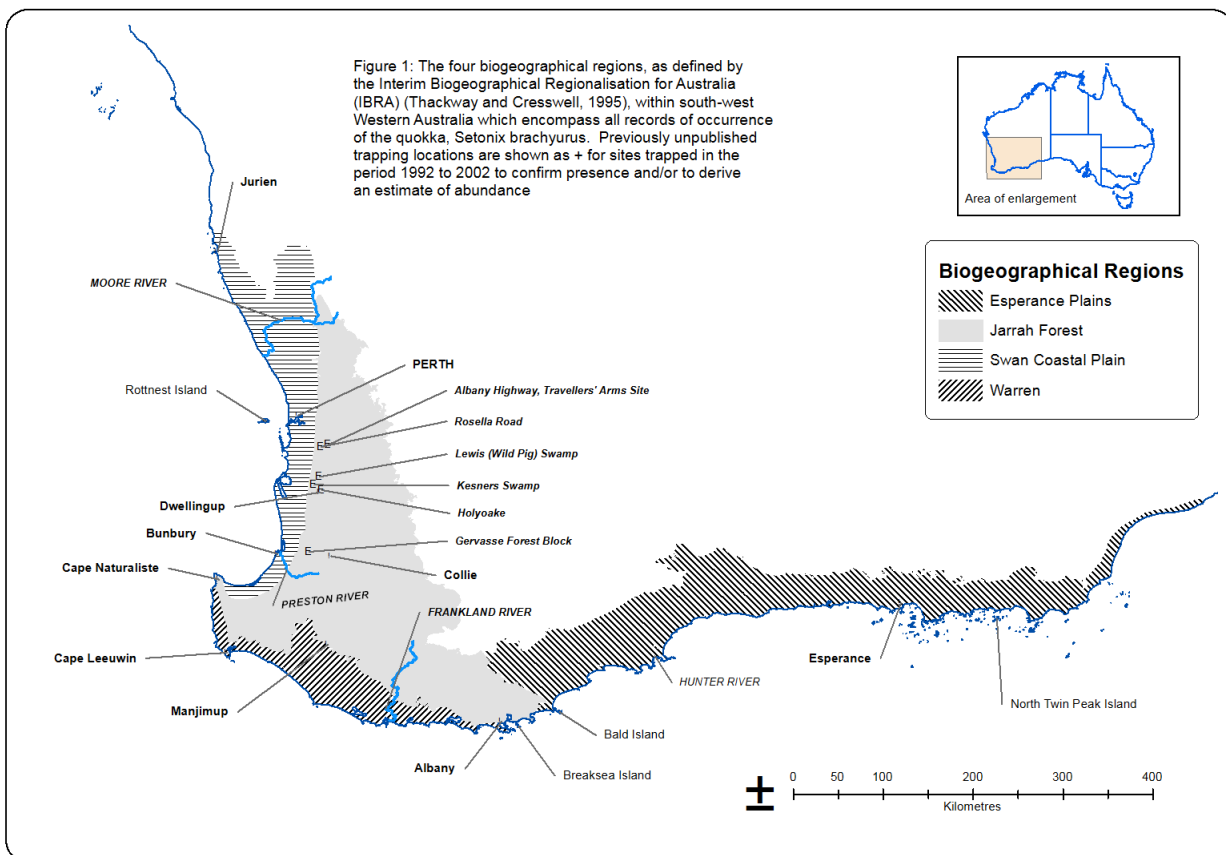 Figure 1: The four biogeographical regions, as defined by
the Interim Biogeographical Regionalisation for Australia
(IBRA) (Thackway and Cresswell, 1995), within south-west
Western Australia which encompass all records of occurrence
of the quokka, Setonix brachyurus. Previously unpublished
trapping locations are shown as + for sites trapped in the
period 1992 to 2002 to confirm presence and/or to derive
an estimate of abundance
Area of enlargement
Jurien
MOORE RIVER
Biogeographical Regions
Esperance Plains
Jarrah Forest
Swan Coastal Plain
Warren
PERTH
Rottnest Island
Albany Highway, Travellers' Arms Site
Rosella Road
E E
Lewis (Wild Pig) Swamp
E
Kesners Swamp
E E
Dwellingup
Holyoake
Bunbury
Gervasse Forest Block
E
Cape Naturaliste
Collie
PRESTON RIVER
FRANKLAND RIVER
Cape Leeuwin
Esperance
HUNTER RIVER
Manjimup
North Twin Peak Island
Bald Island
Albany
Breaksea Island
±
0 50 100 200 300 400
Kilometres